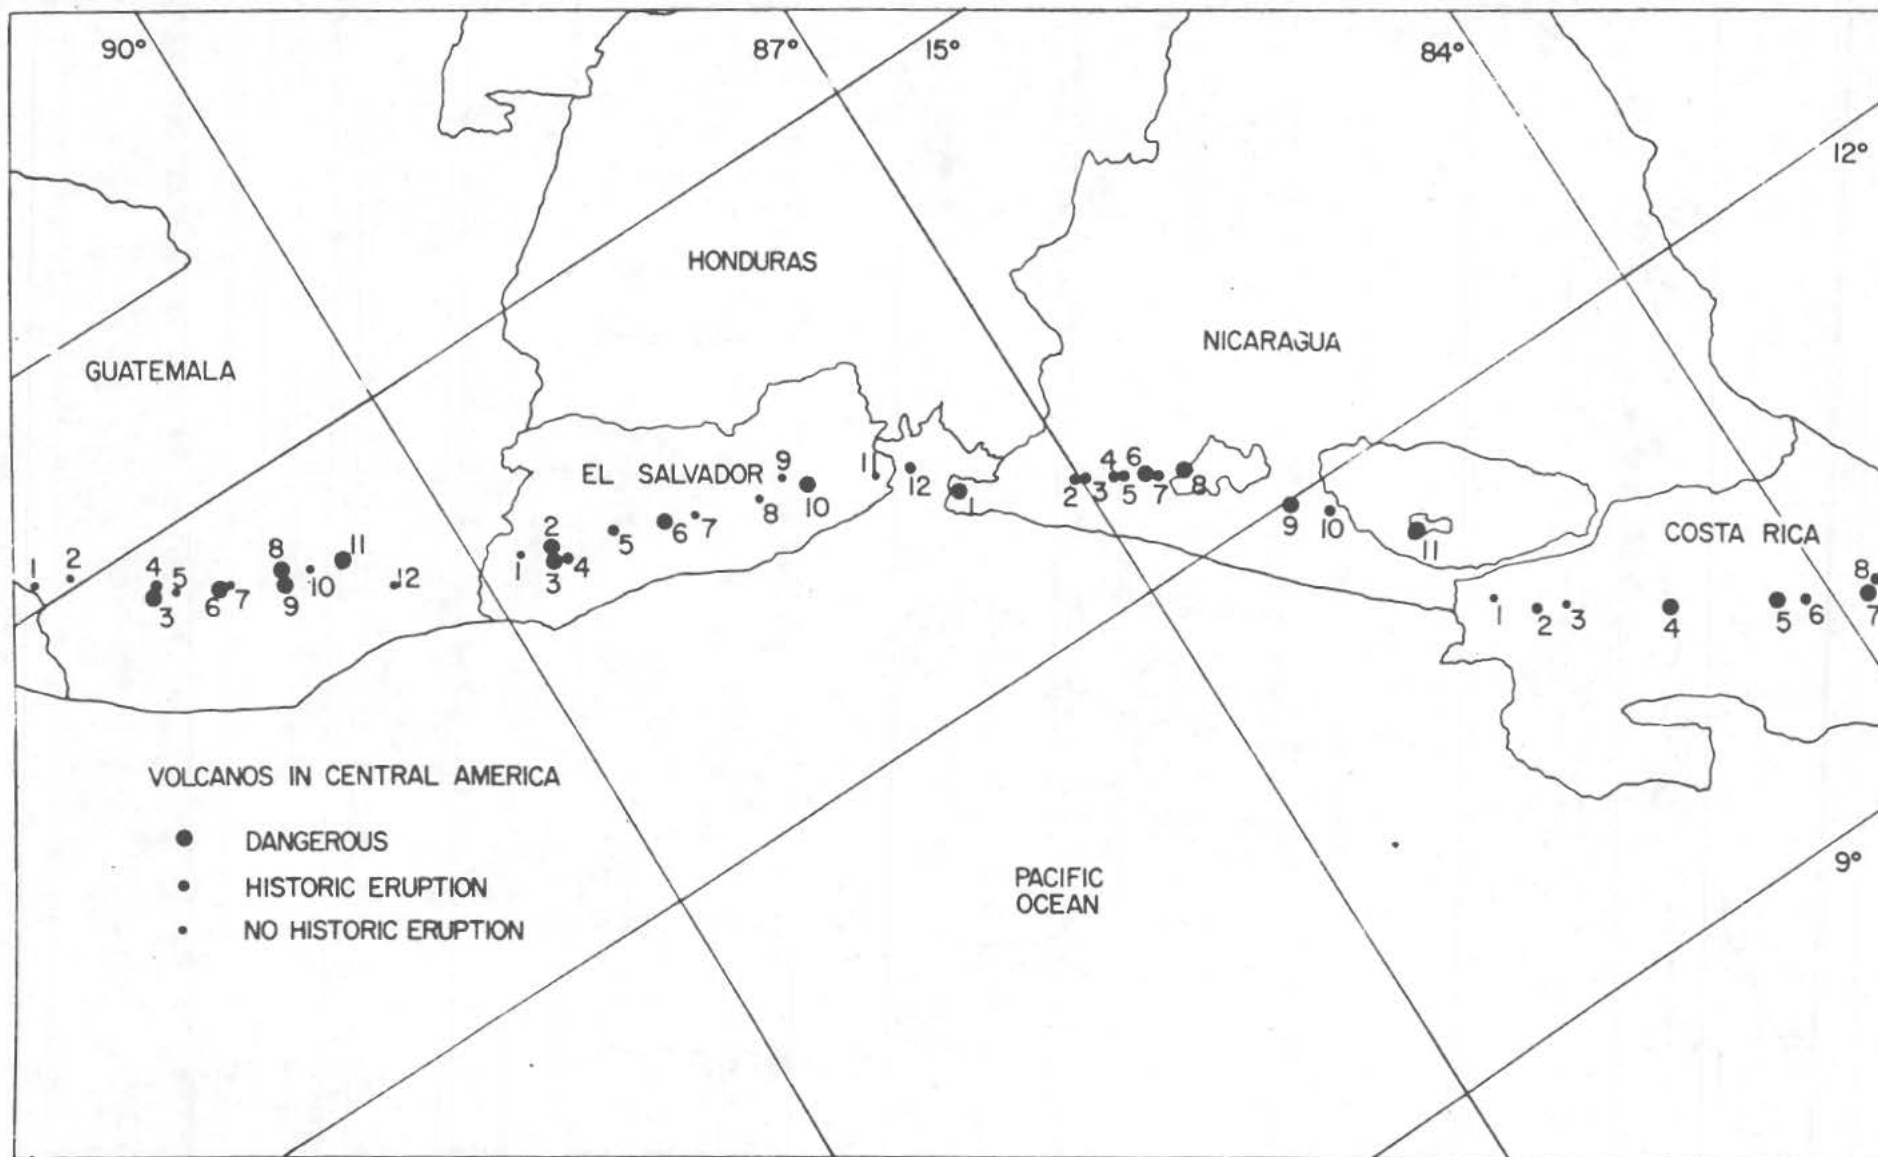 90°
87°
15°
84°
12°
HONDURAS
NICARAGUA
GUATEMALA
EL SALVADOR
COSTA RICA
1 2 4 5 3 6 7 8 9 10 11 12
1 2 3 4 5 6 7 8 9 10 11 12
1 2 3 4 5 6 7 8 9 10 11
1 2 3 4 5 6 7 8
VOLCANOS IN CENTRAL AMERICA
DANGEROUS
HISTORIC ERUPTION
NO HISTORIC ERUPTION
PACIFIC
OCEAN
9°